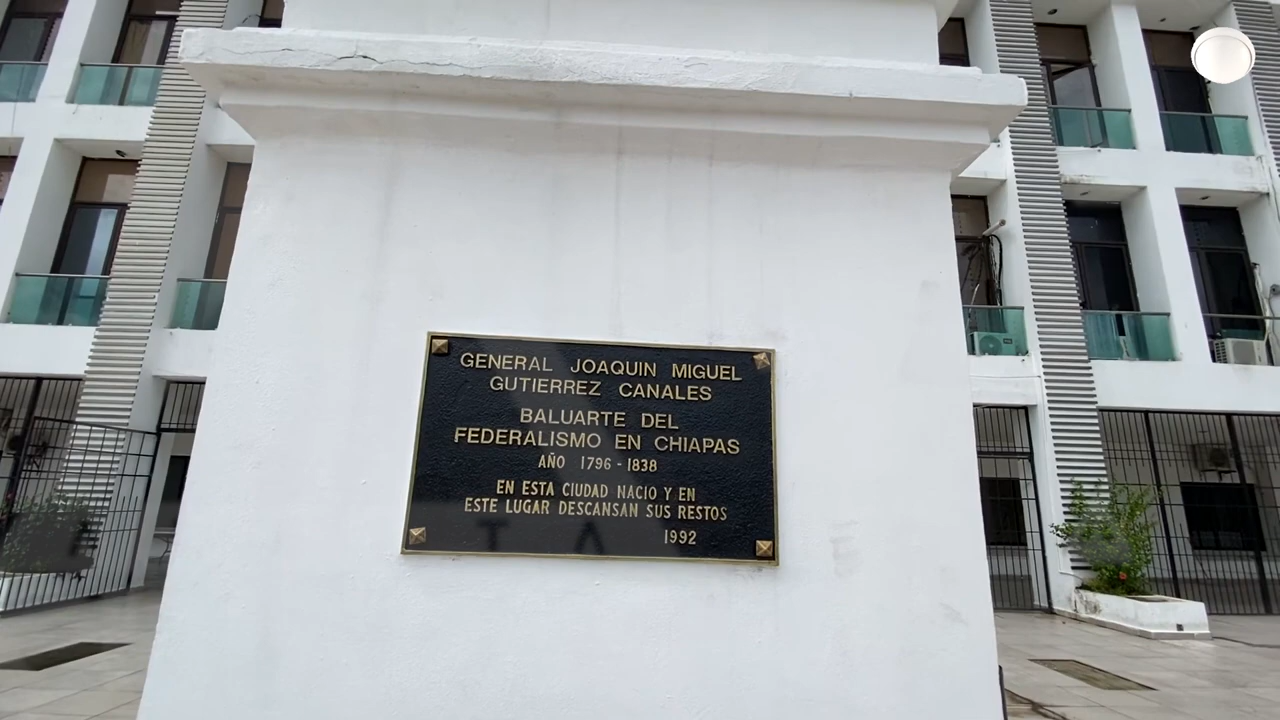 GENERAL JOAQUIN MIGUEL
GUTIERREZ CANALES
BALUARTE DEL
FEDERALISMO EN CHIAPAS
AÑO 1796 - 1838
EN ESTA CIUDAD NACIO Y EN
ESTE LUGAR DESCANSAN SUS RESTOS
1992